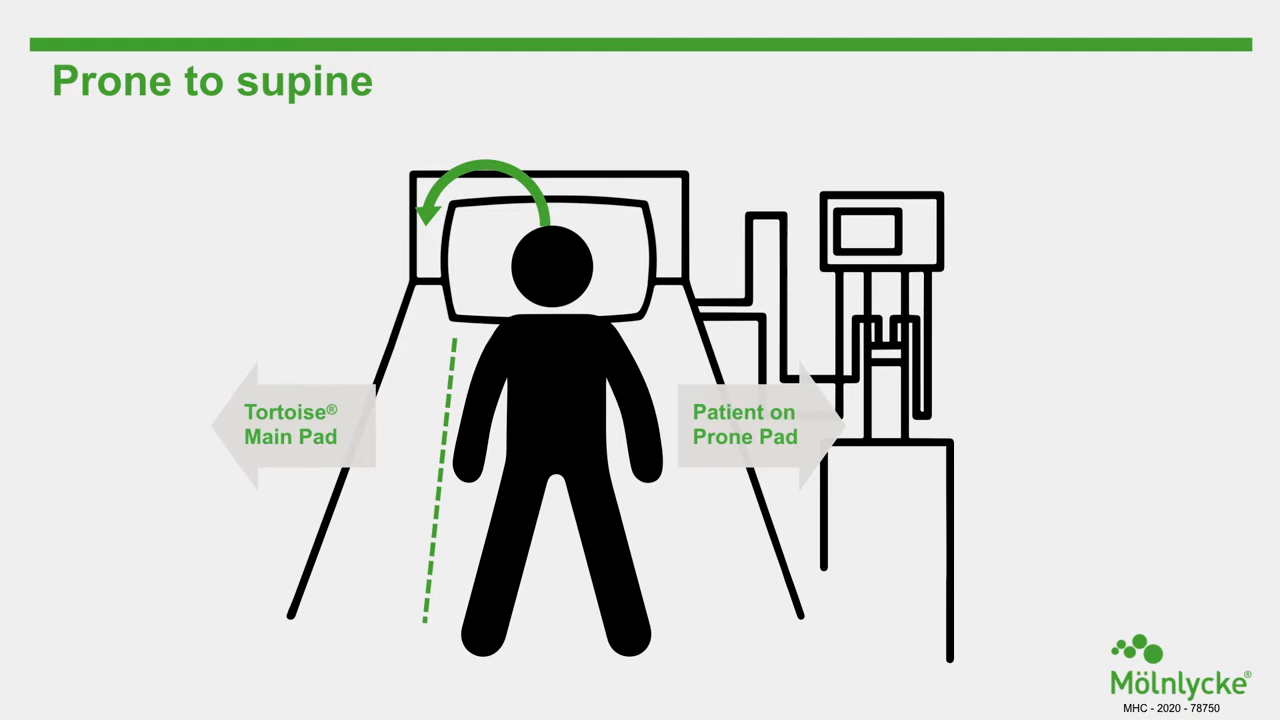 Prone to supine
Tortoise®
Main Pad
Patient on
Prone Pad
Mölnlycke®
MHC - 2020 - 78750